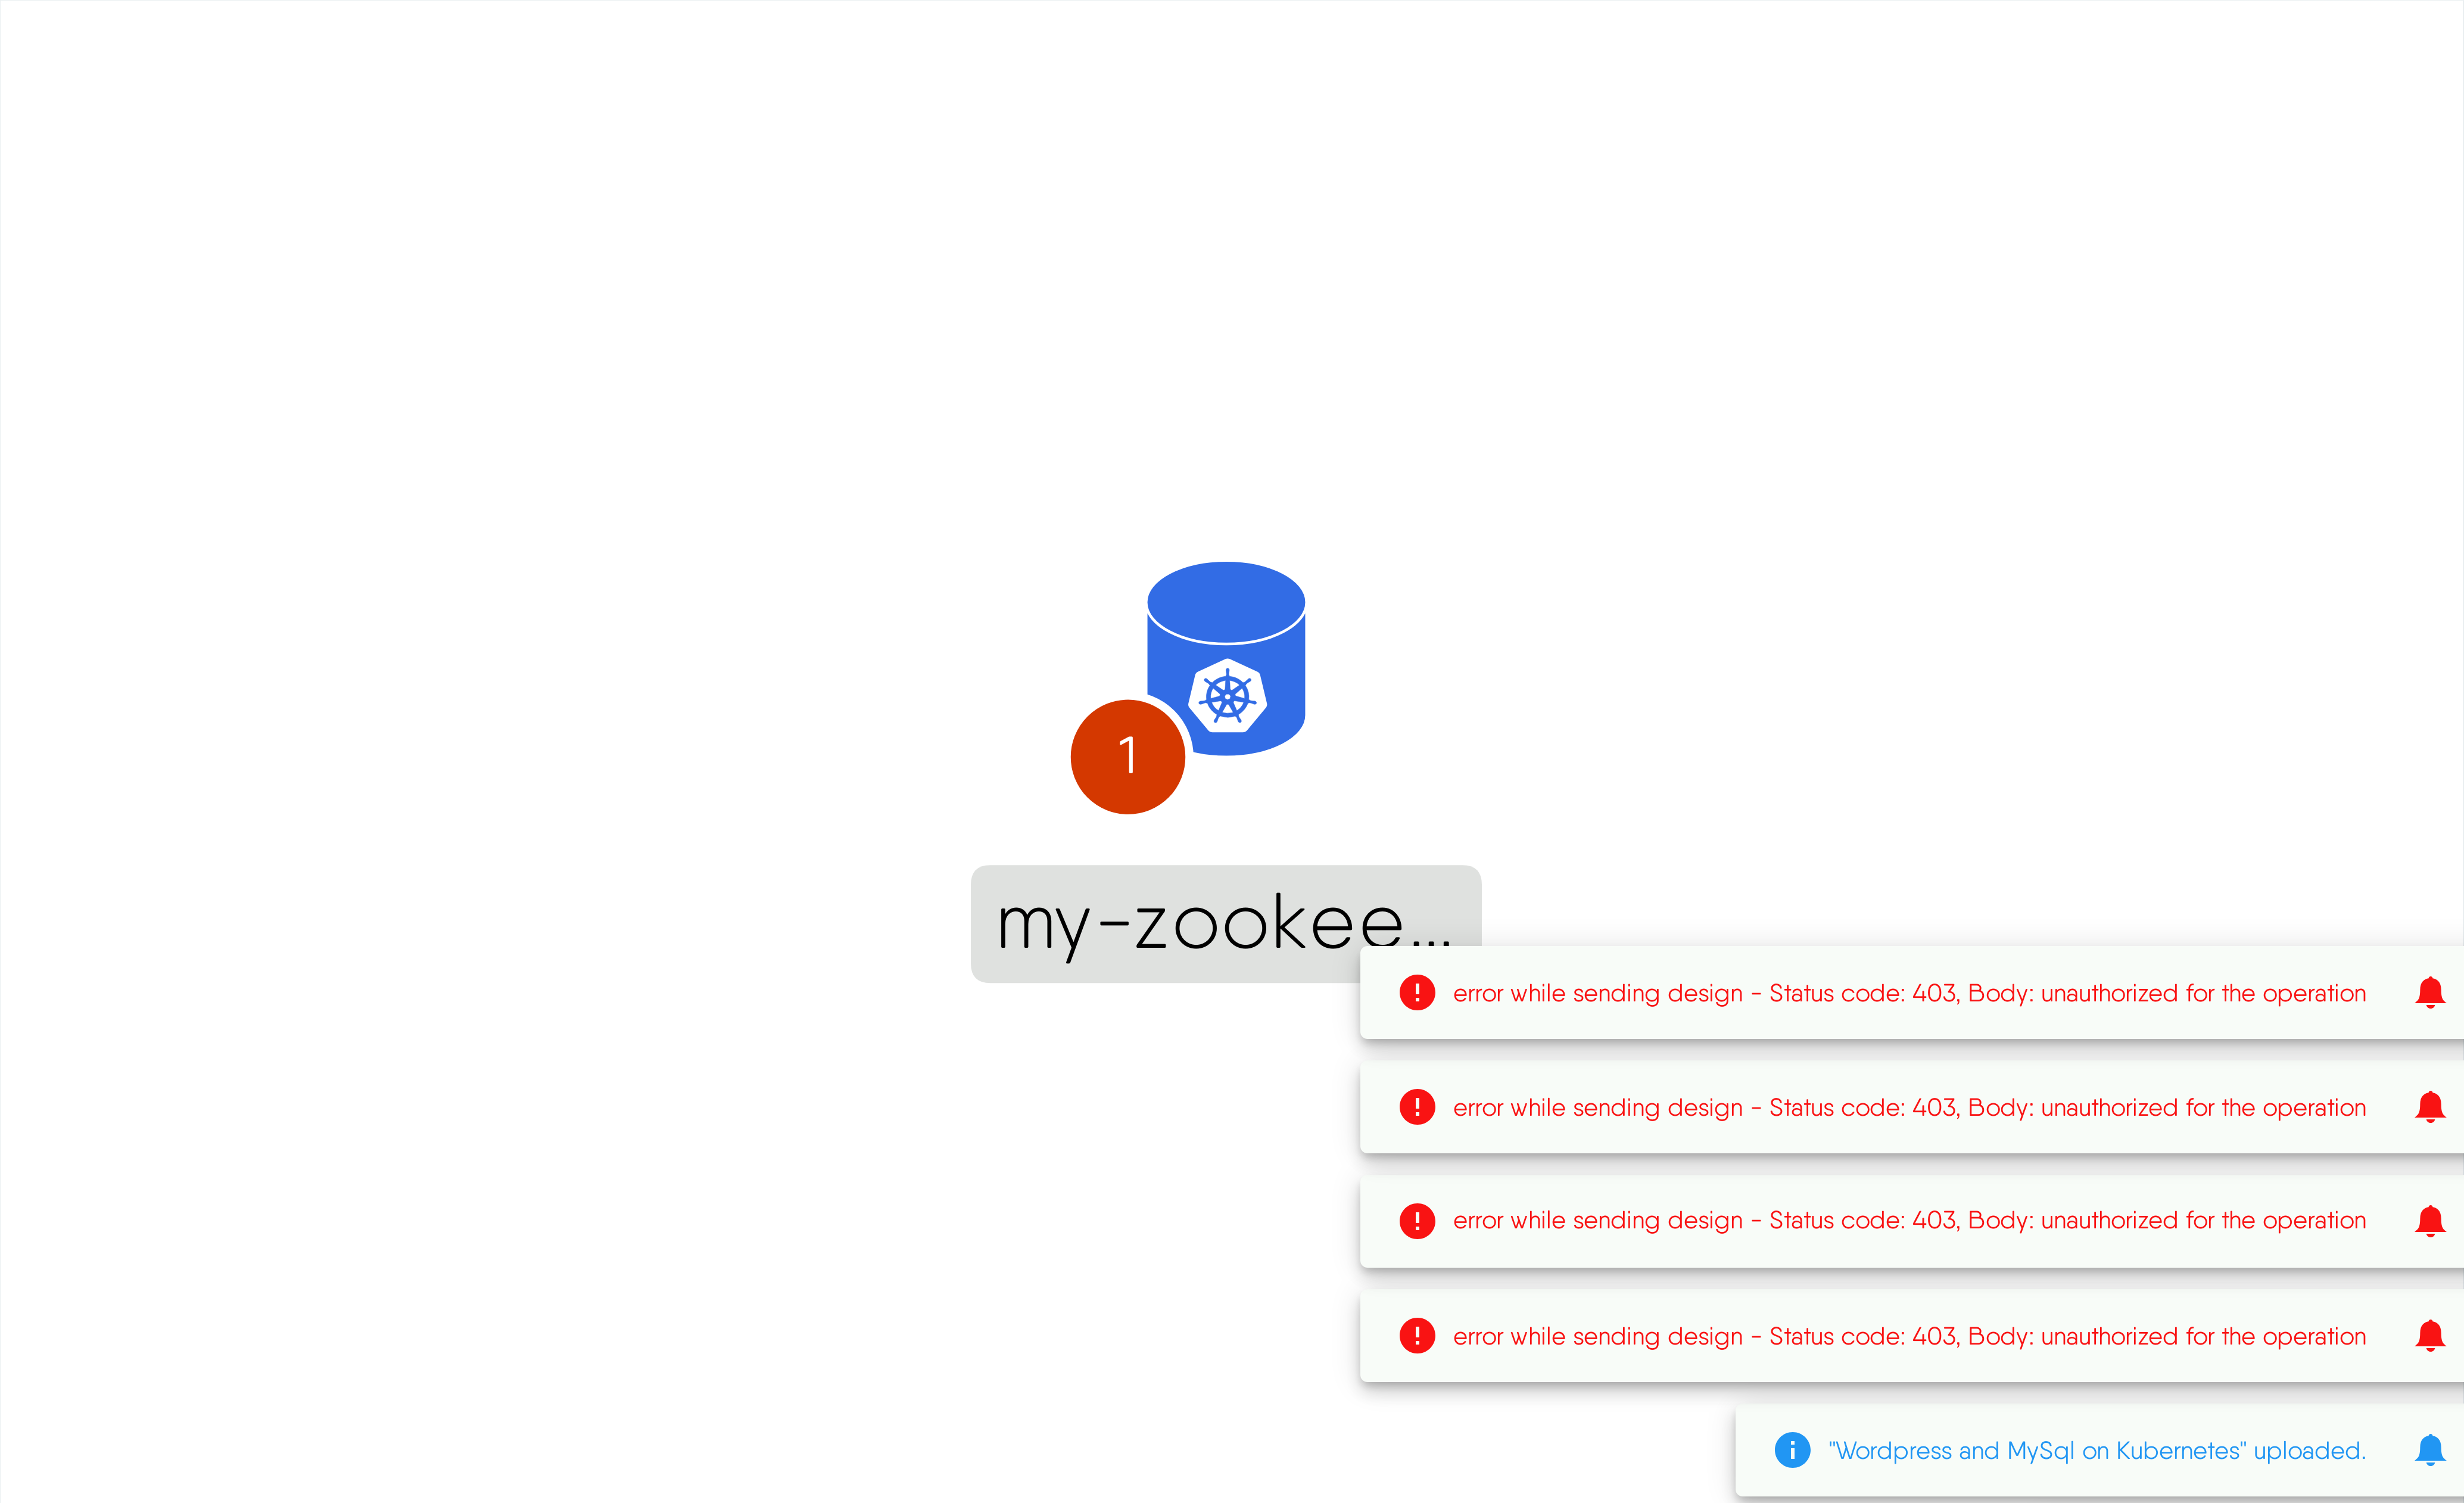 1
my-zookee...
error while sending design - Status code: 403, Body: unauthorized for the operation
error while sending design - Status code: 403, Body: unauthorized for the operation
error while sending design - Status code: 403, Body: unauthorized for the operation
error while sending design - Status code: 403, Body: unauthorized for the operation
"Wordpress and MySql on Kubernetes" uploaded.